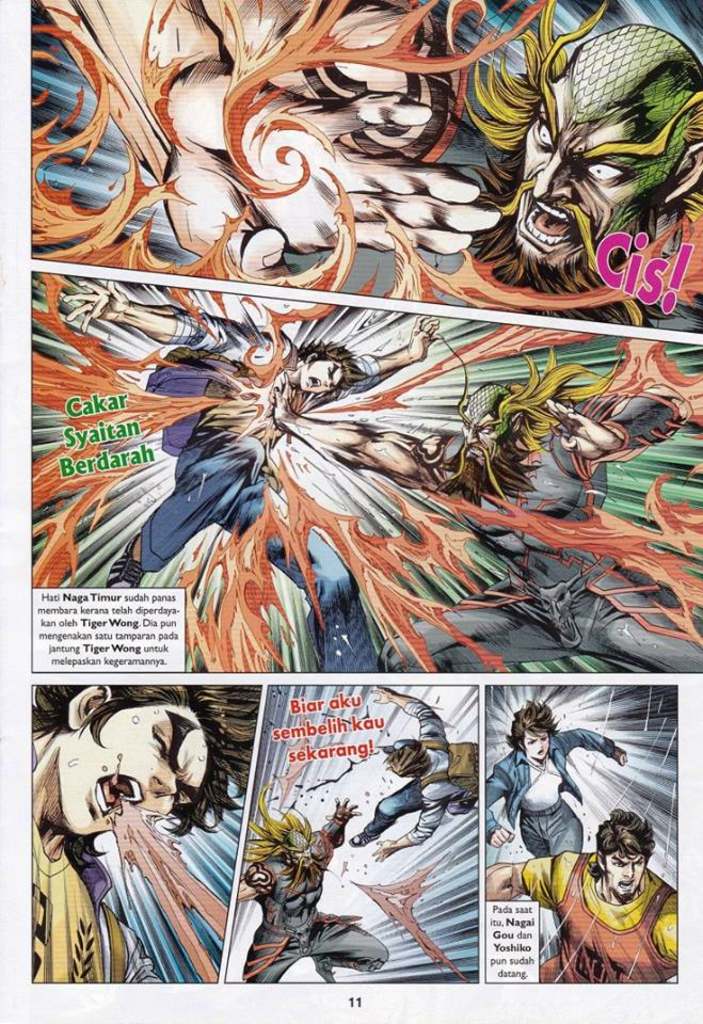 Cis!
Cakar
Syaitan
Berdarah
Hati Naga Timur sudah panas
membara kerana telah diperdaya-
kan oleh Tiger Wong. Dia pun
mengenakan satu tamparan pada
jantung Tiger Wong untuk
melepaskan kegeramannya.
Biar aku
sembelih kau
sekarang!
Pada saat
itu, Nagai
Gou dan
Yoshiko
pun sudah
datang.
11